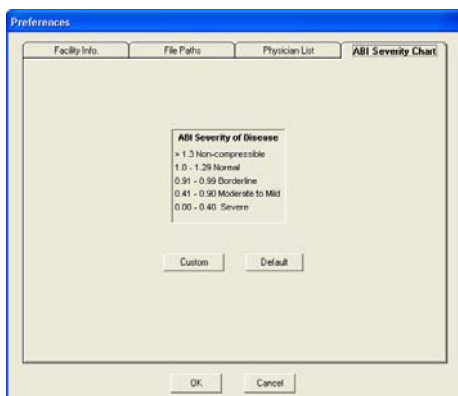 Preferences
Facility Info. File Paths Physician List ABI Severity Chart
ABI Severity of Disease
> 1.3 Non-compressible
1.0 - 1.29 Normal
0.91 - 0.99 Borderline
0.41 - 0.90 Moderate to Mild
0.00 - 0.40 Severe
Custom Default
OK Cancel